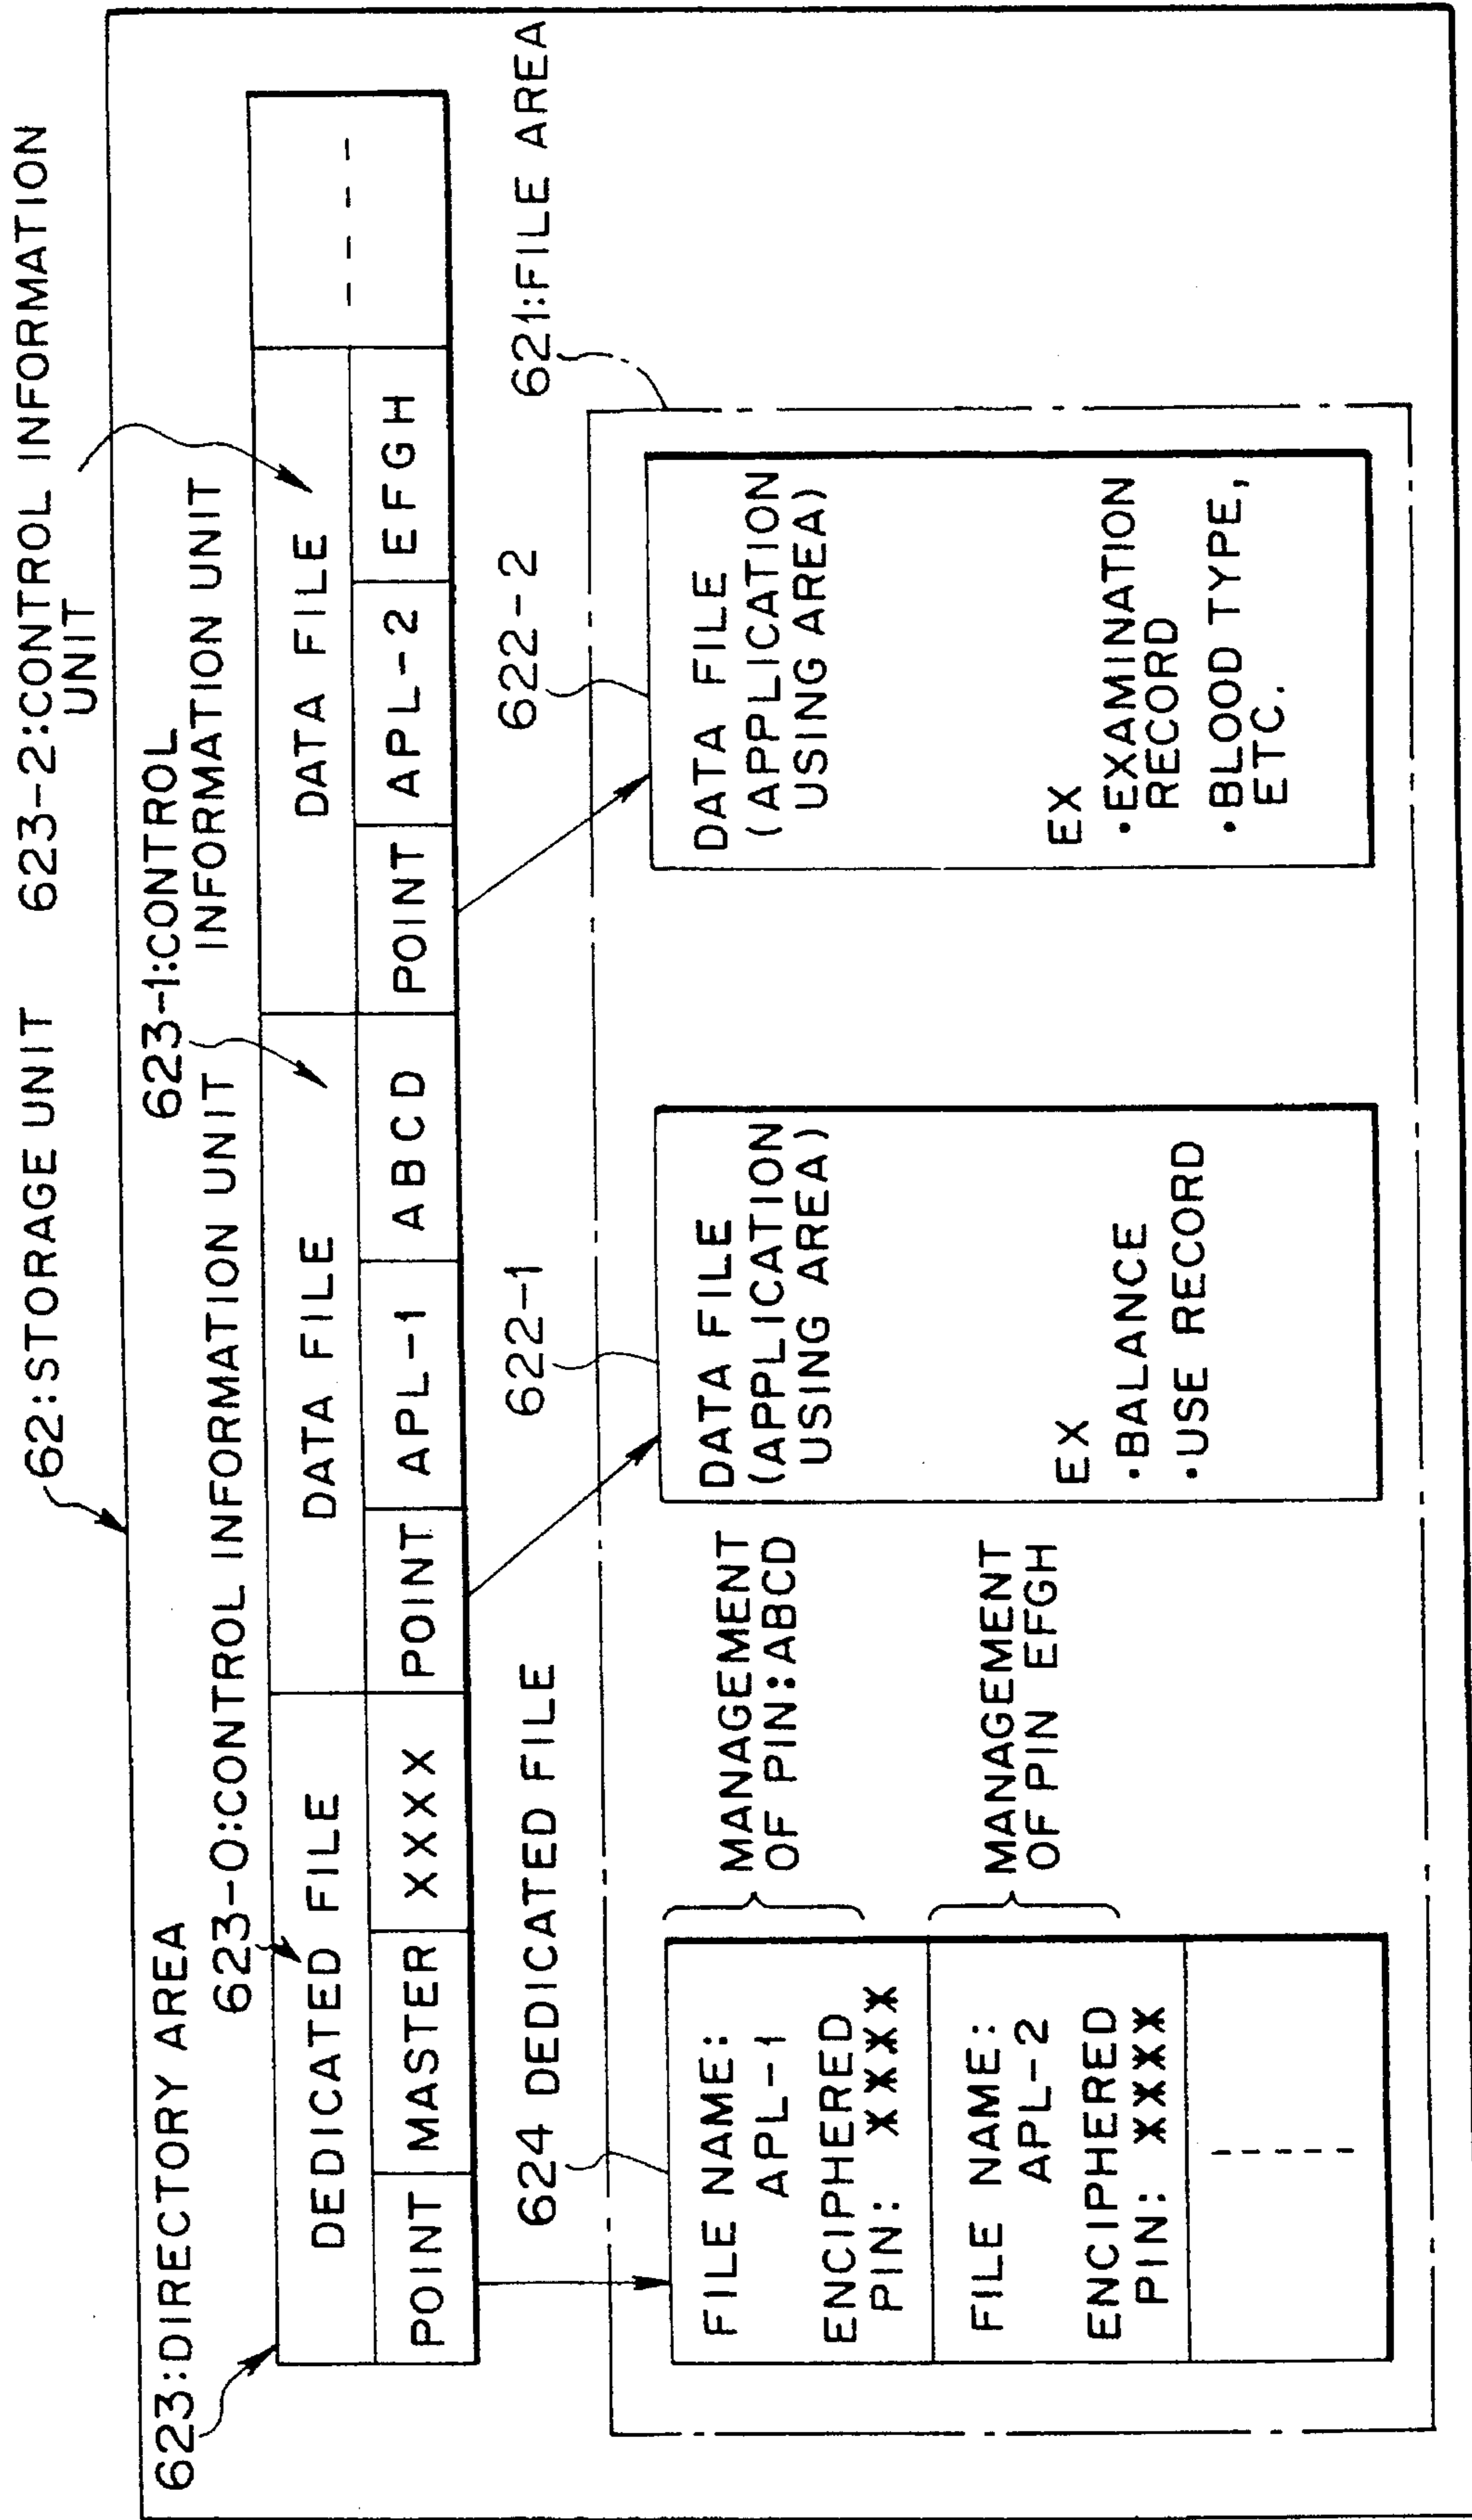 62:STORAGE UNIT
623-2:CONTROL INFORMATION
UNIT
623:DIRECTORY AREA
623-1:CONTROL
INFORMATION UNIT
623-0:CONTROL INFORMATION UNIT
DEDICATED FILE
DATA FILE
DATA FILE
POINT
MASTER
XXXX
POINT
APL-1
ABCD
POINT
APL-2
EFGH
624 DEDICATED FILE
622-1
622-2
621:FILE AREA
FILE NAME:
APL-1
ENCIPHERED
PIN: ****
FILE NAME:
APL-2
ENCIPHERED
PIN: ****
MANAGEMENT
OF PIN:ABCD
MANAGEMENT
OF PIN EFGH
DATA FILE
(APPLICATION
USING AREA)
EX
·BALANCE
·USE RECORD
DATA FILE
(APPLICATION
USING AREA)
EX
·EXAMINATION
RECORD
·BLOOD TYPE,
ETC.